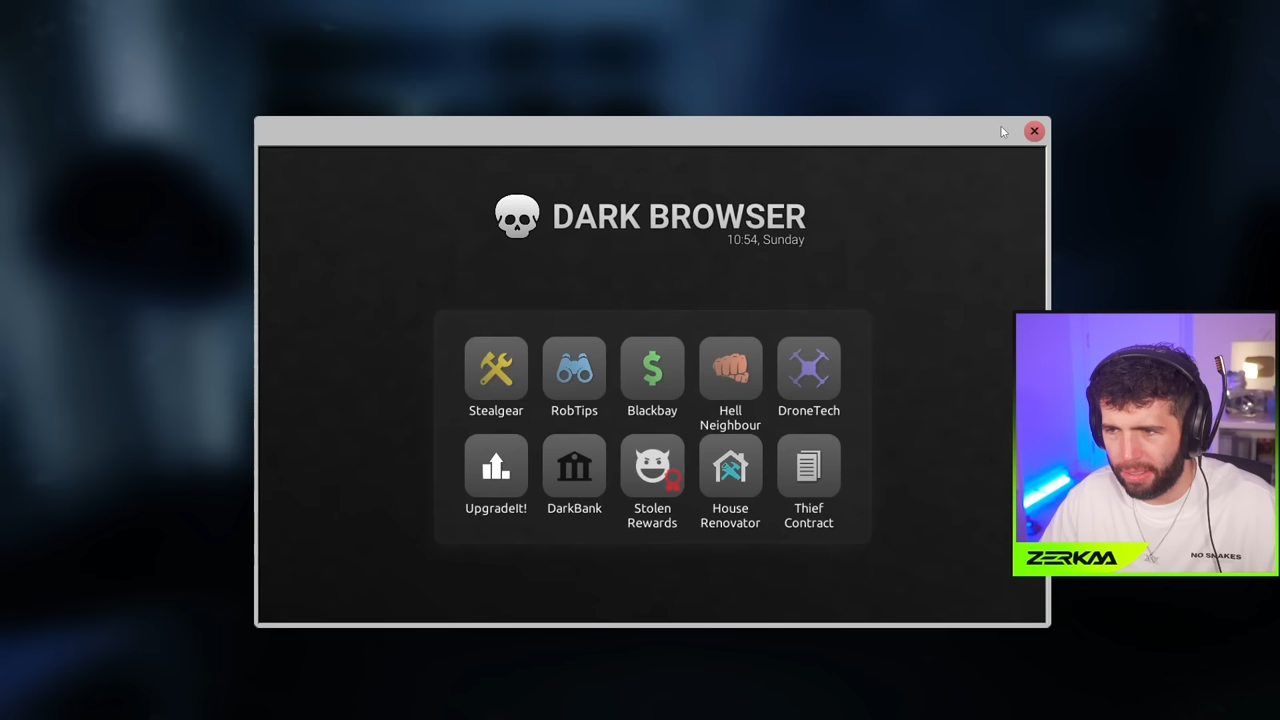 DARK BROWSER
10:54, Sunday
Stealgear
RobTips
Blackbay
Hell
Neighbour
DroneTech
UpgradeIt!
DarkBank
Stolen
Rewards
House
Renovator
Thief
Contract
NO SNAKES
ZERKAA